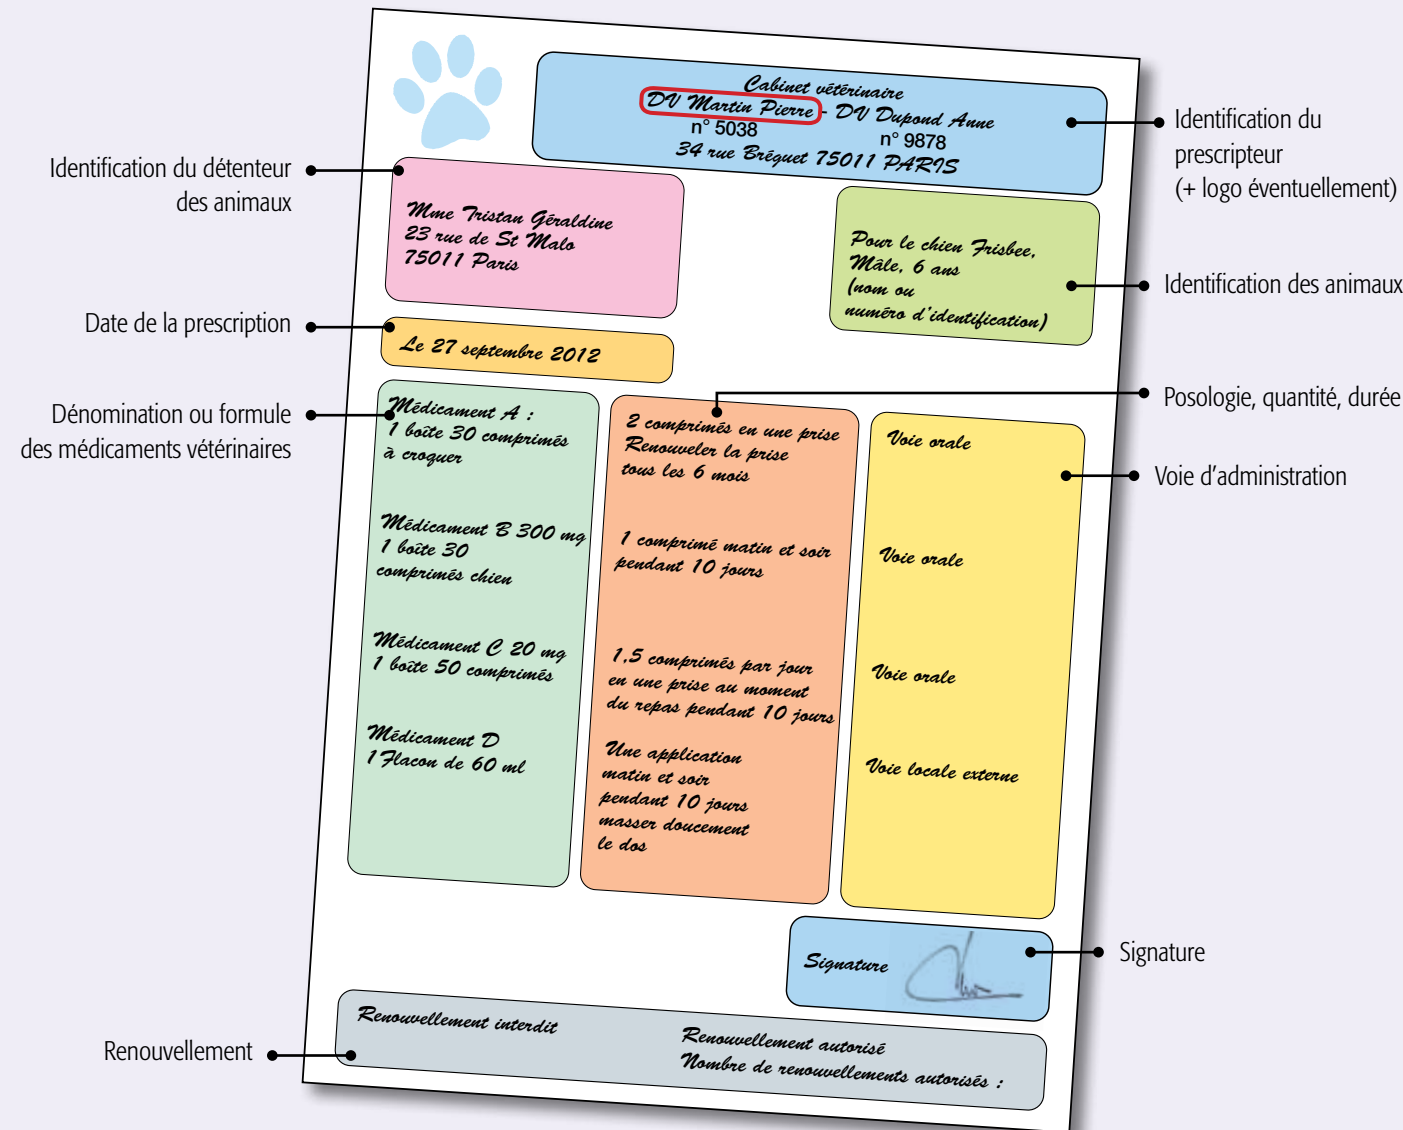 Cabinet vétérinaire
DV Martin Pierre - DV Dupond Anne
n° 5038 n° 9878
34 rue Bréguet 75011 PARIS
Identification du
prescripteur
(+ logo éventuellement)
Identification du détenteur
des animaux
Mme Tristan Géraldine
23 rue de St Malo
75011 Paris
Pour le chien Frisbee,
Mâle, 6 ans
(nom ou
numéro d'identification)
Identification des animaux
Date de la prescription
Le 27 septembre 2012
Dénomination ou formule
des médicaments vétérinaires
Médicament A :
1 boîte 30 comprimés
à croquer
Médicament B 300 mg
1 boîte 30
comprimés chien
Médicament C 20 mg
1 boîte 50 comprimés
Médicament D
1 Flacon de 60 ml
Posologie, quantité, durée
2 comprimés en une prise
Renouveler la prise
tous les 6 mois
1 comprimé matin et soir
pendant 10 jours
1,5 comprimés par jour
en une prise au moment
du repas pendant 10 jours
Une application
matin et soir
pendant 10 jours
masser doucement
le dos
Voie d'administration
Voie orale
Voie orale
Voie orale
Voie locale externe
Signature
Signature
Renouvellement
Renouvellement interdit
Renouvellement autorisé
Nombre de renouvellements autorisés :